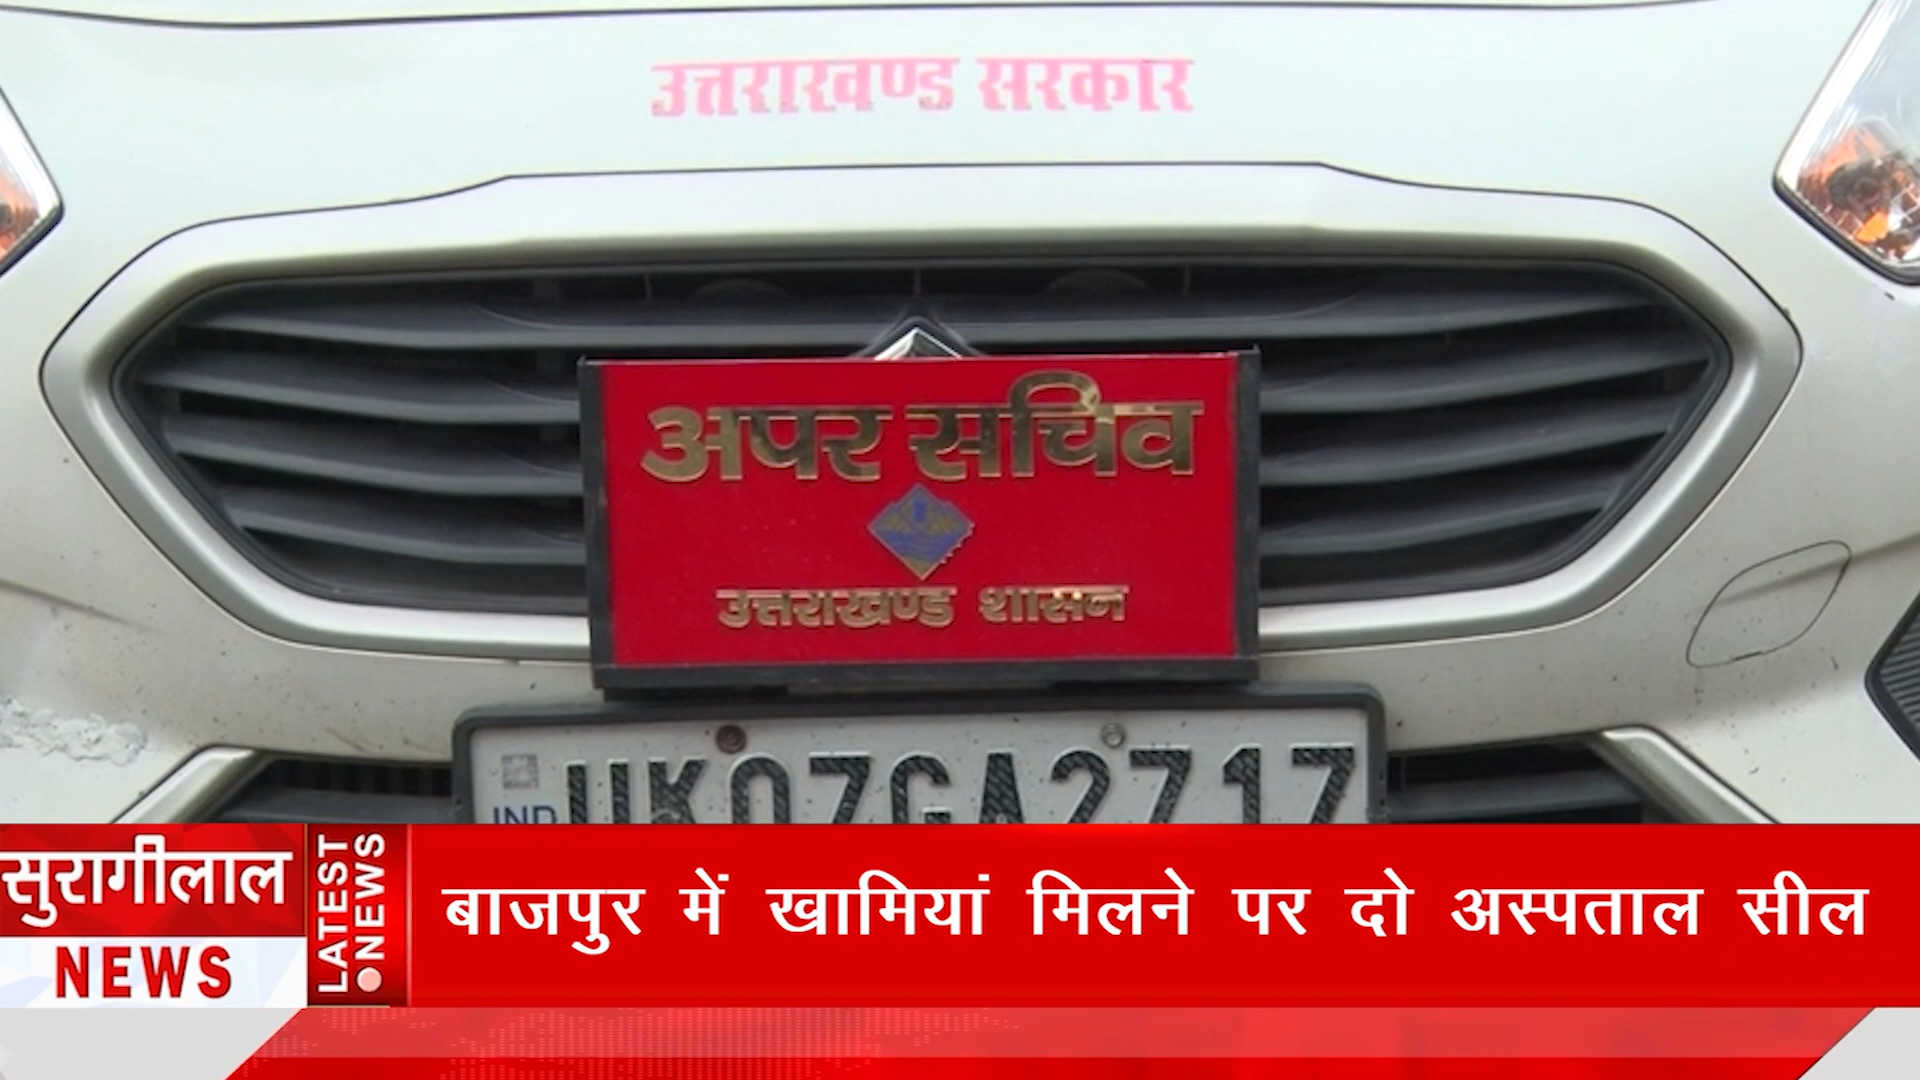 उत्तराखण्ड सरकार
अपर सचिव
उत्तराखण्ड शासन
IND UK07GA2717
सुरागीलाल
NEWS
LATEST
NEWS
बाजपुर में खामियां मिलने पर दो अस्पताल सील